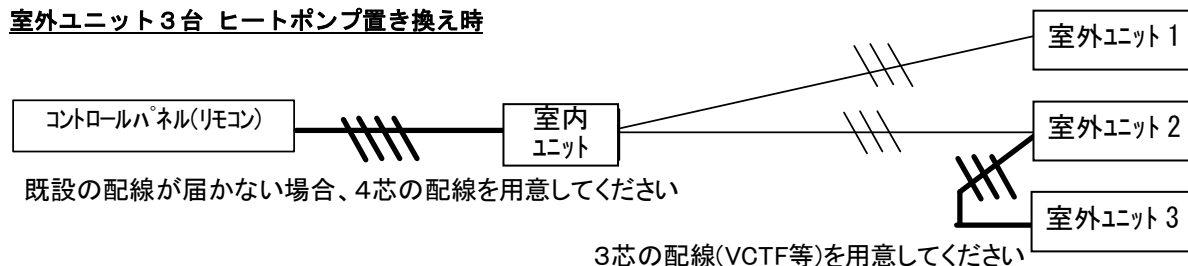 室外ユニット３台 ヒートポンプ置き換え時
室外ﾕﾆｯﾄ 1
ｺﾝﾄﾛｰﾙﾊﾟﾈﾙ(ﾘﾓｺﾝ)
室内
ﾕﾆｯﾄ
室外ﾕﾆｯﾄ 2
既設の配線が届かない場合、４芯の配線を用意してください
室外ﾕﾆｯﾄ 3
３芯の配線(VCTF等)を用意してください